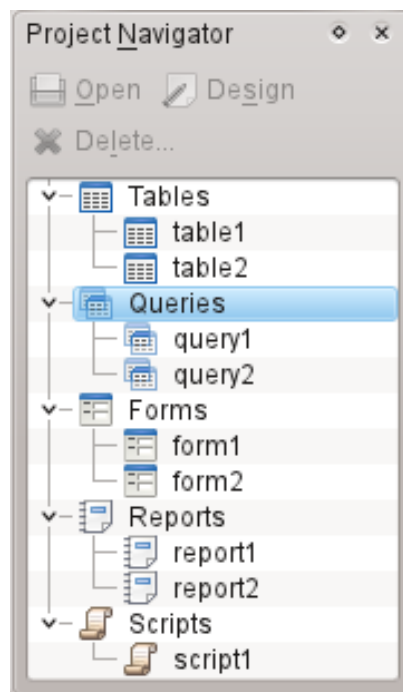 Project Navigator
Open Design
Delete...
Tables
table1
table2
Queries
query1
query2
Forms
form1
form2
Reports
report1
report2
Scripts
script1